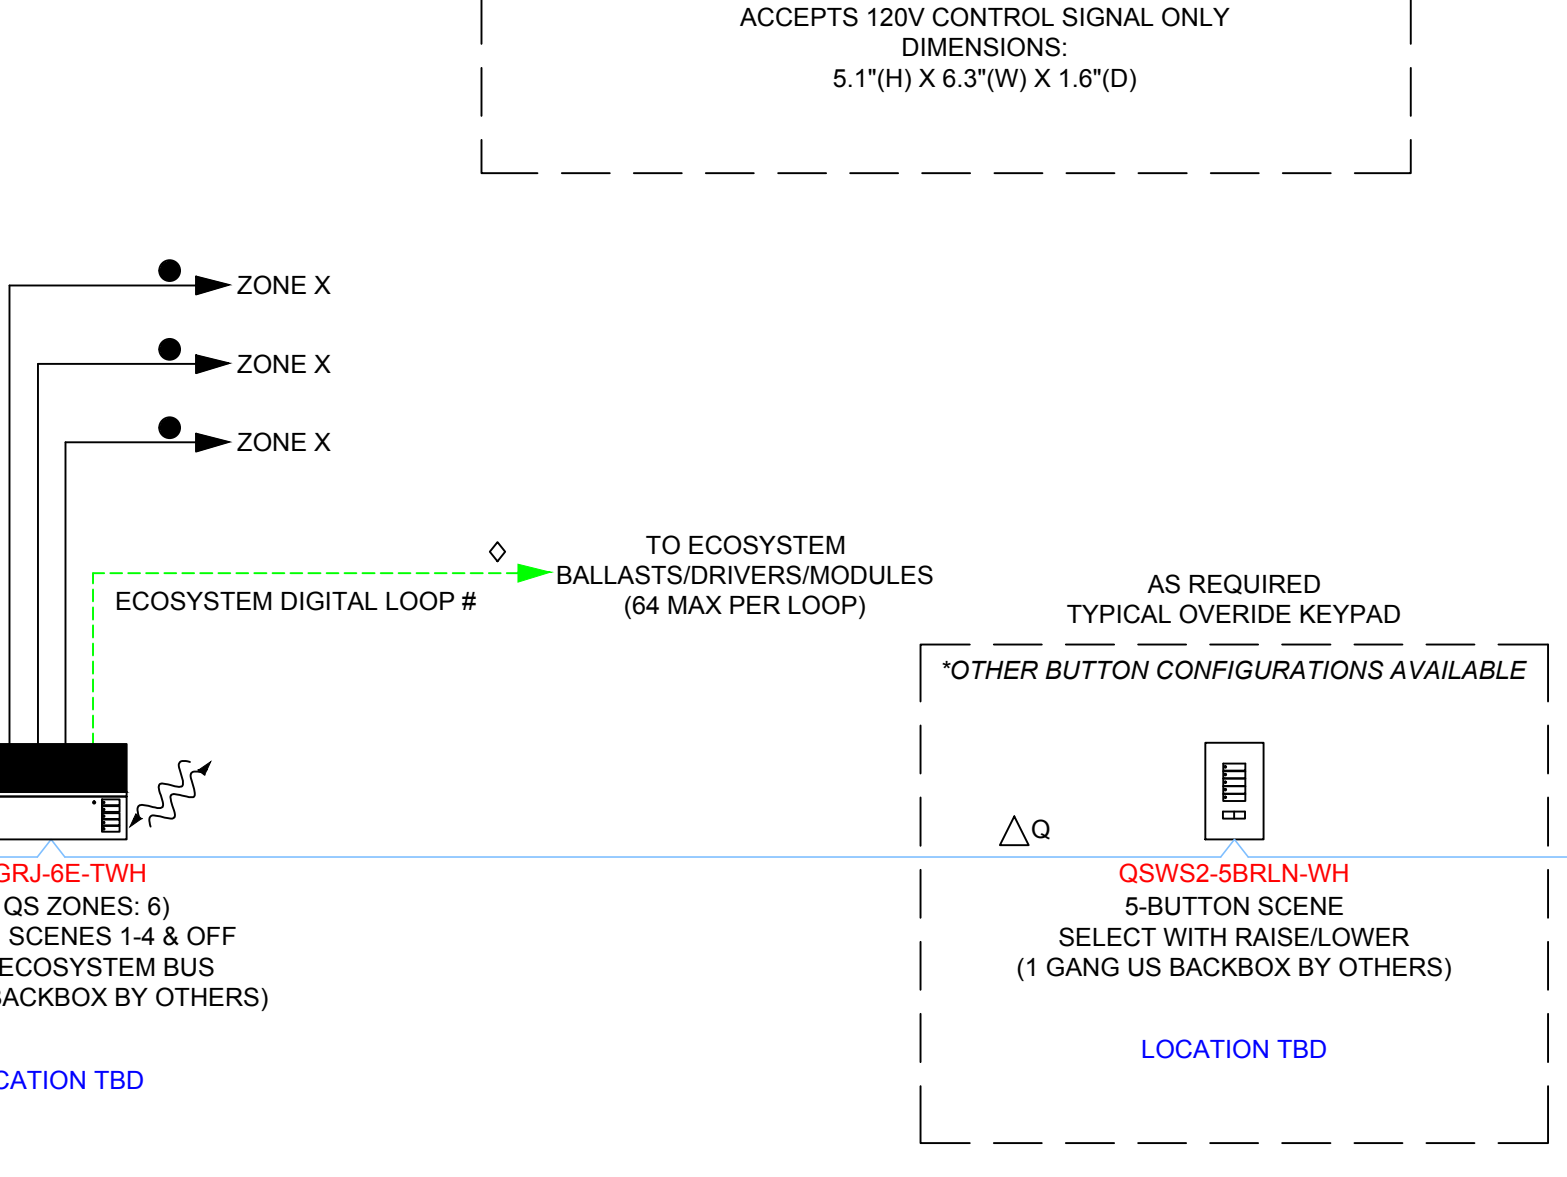 ACCEPTS 120V CONTROL SIGNAL ONLY
DIMENSIONS:
5.1"(H) X 6.3"(W) X 1.6"(D)
ZONE X
ZONE X
ZONE X
ECOSYSTEM DIGITAL LOOP #
TO ECOSYSTEM
BALLASTS/DRIVERS/MODULES
(64 MAX PER LOOP)
AS REQUIRED
TYPICAL OVERIDE KEYPAD
*OTHER BUTTON CONFIGURATIONS AVAILABLE
Q
GRJ-6E-TWH
QS ZONES: 6)
SCENES 1-4 & OFF
ECOSYSTEM BUS
BACKBOX BY OTHERS)
CATION TBD
QSWS2-5BRLN-WH
5-BUTTON SCENE
SELECT WITH RAISE/LOWER
(1 GANG US BACKBOX BY OTHERS)
LOCATION TBD